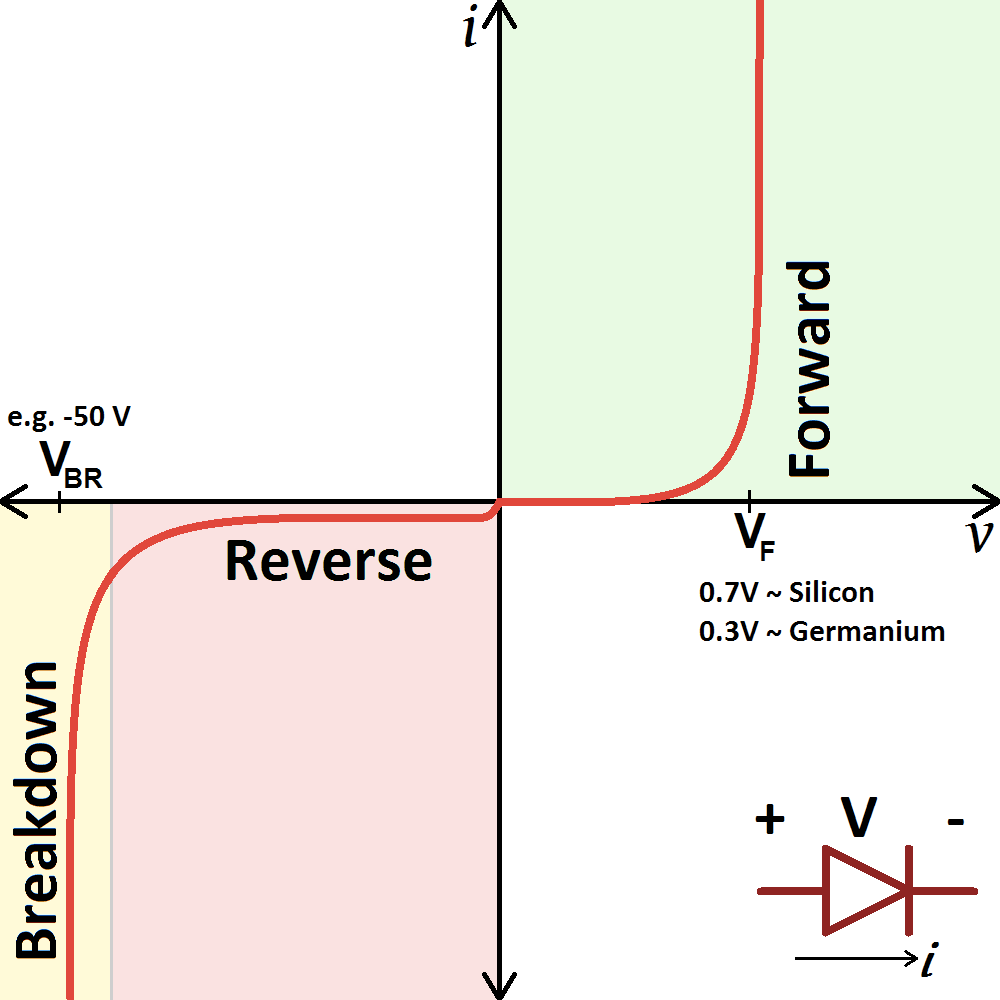 i
Forward
e.g. -50 V
VBR
v
VF
0.7V ~ Silicon
0.3V ~ Germanium
Reverse
Breakdown
+ V -
i